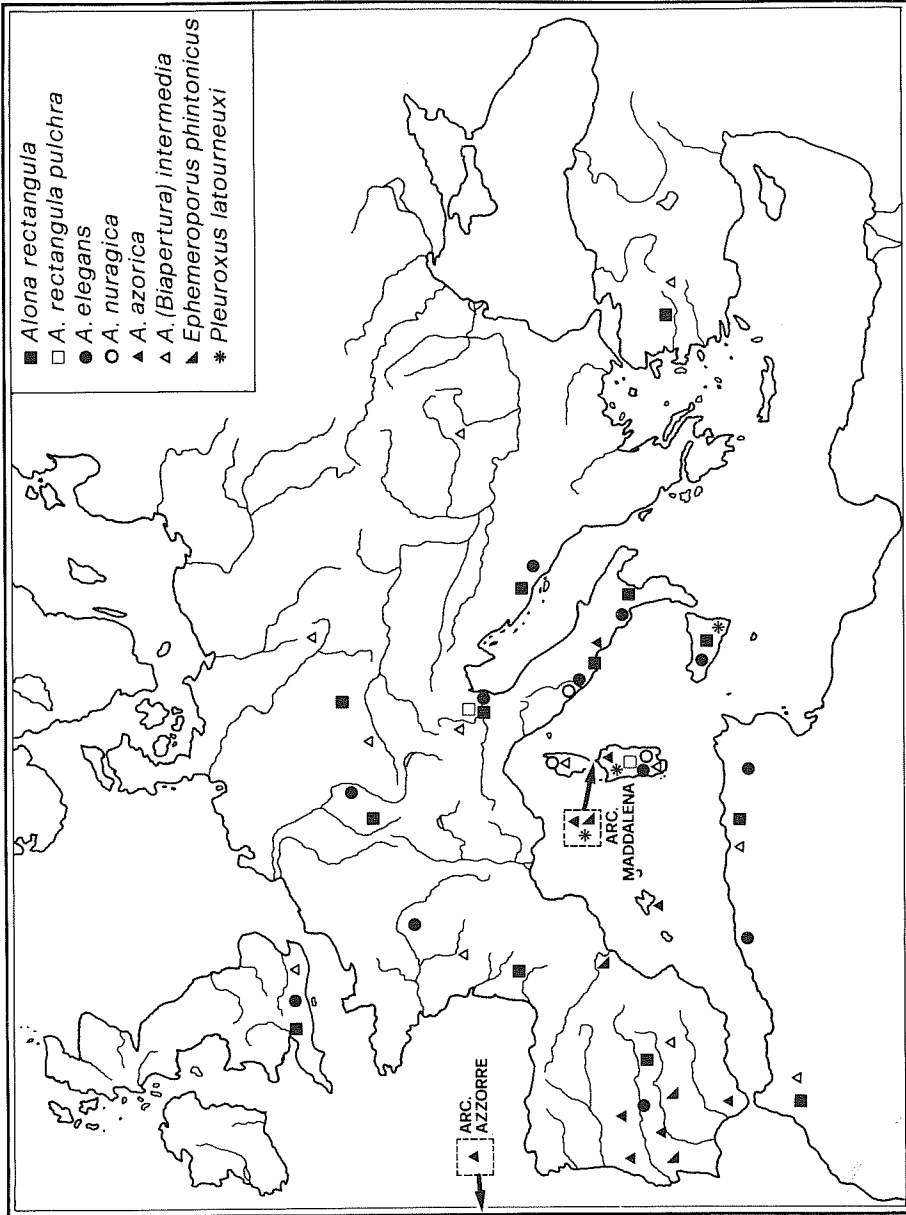 Alona rectangula
A. rectangula pulchra
A. elegans
A. nuragica
A. azorica
A. (Biapertura) intermedia
Ephemeroporus phintonicus
Pleuroxus latourneuxi
ARC.
MADDALENA
ARC.
AZZORRE